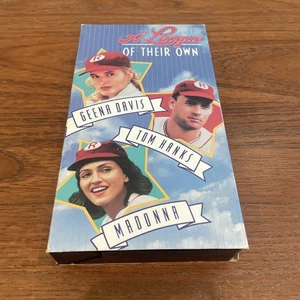 A League
OF THEIR OWN
GEENA DAVIS
TOM HANKS
MADONNA
R
R
R